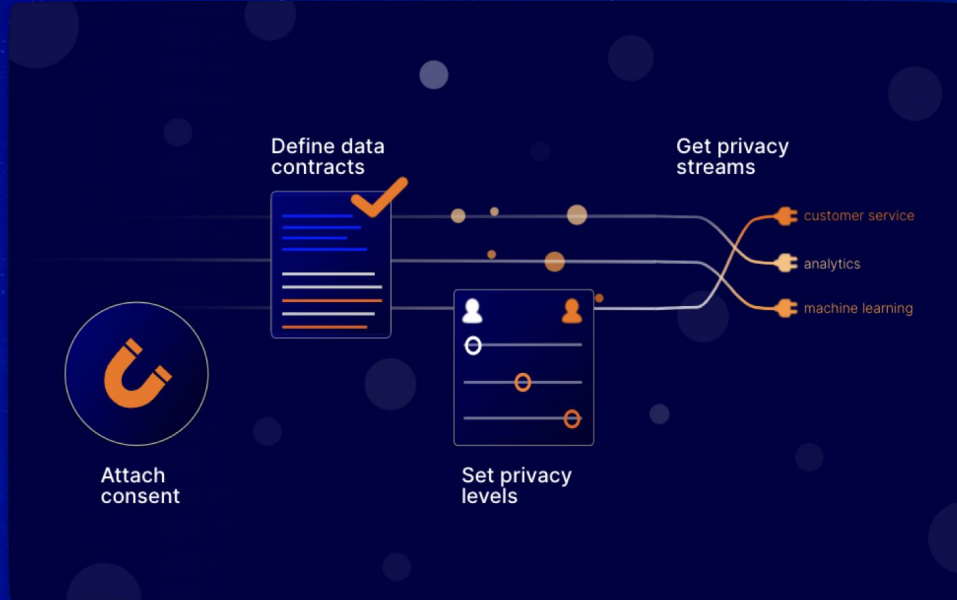 Define data
contracts
Get privacy
streams
customer service
analytics
machine learning
Attach
consent
Set privacy
levels